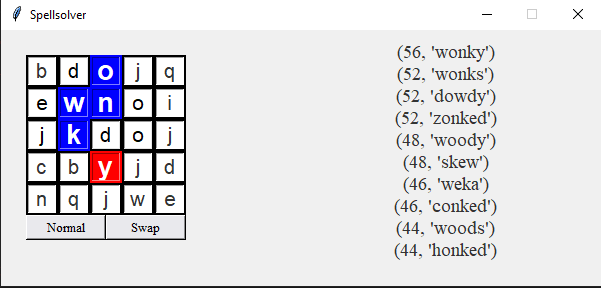 Spellsolver
b d o j q
e w n o i
j k d o j
c b y j d
n q j w e
Normal Swap
(56, 'wonky')
(52, 'wonks')
(52, 'dowdy')
(52, 'zonked')
(48, 'woody')
(48, 'skew')
(46, 'weka')
(46, 'conked')
(44, 'woods')
(44, 'honked')